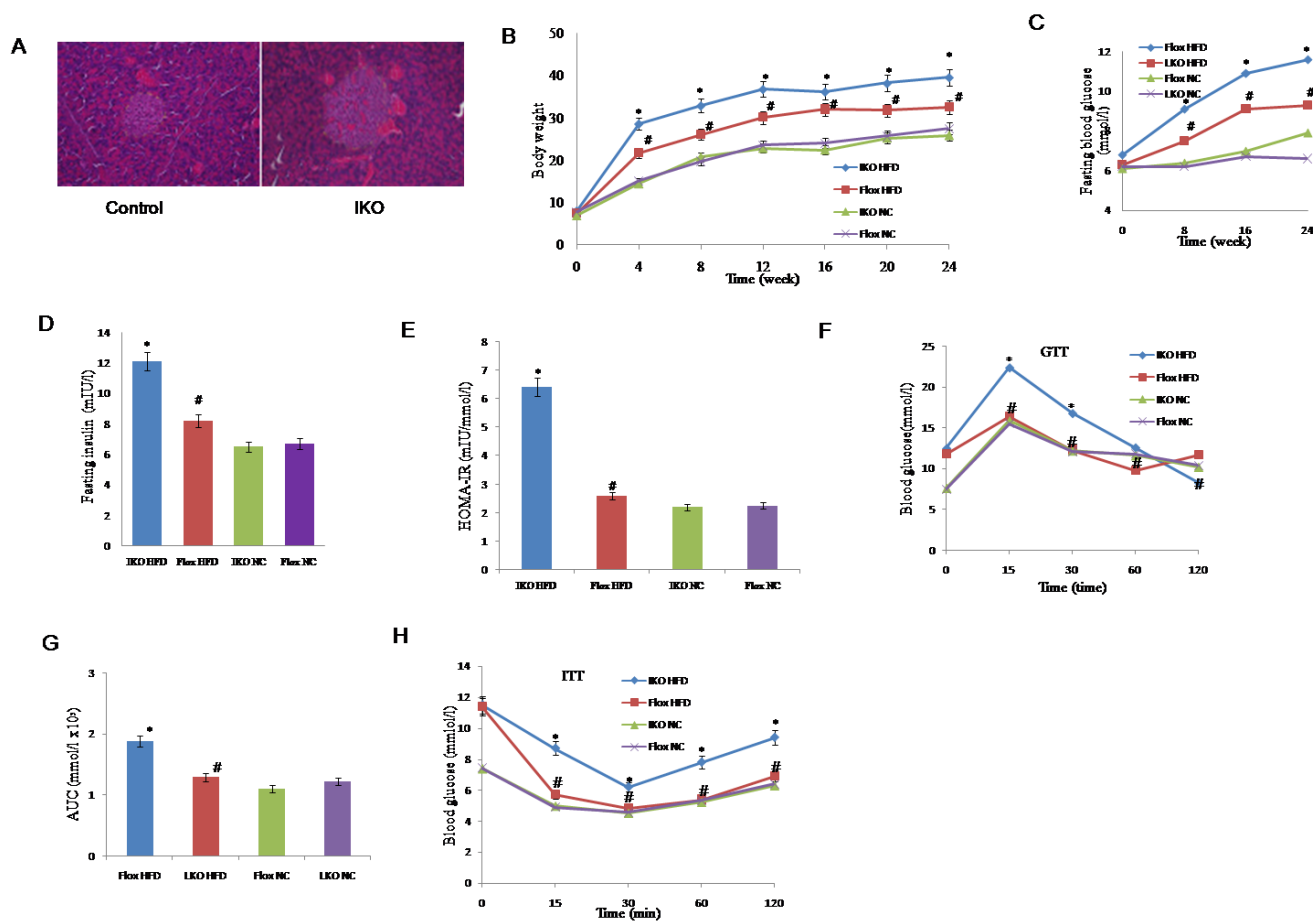 A
Control
IKO
B
Body weight
50
40
30
20
10
0
* * * * * *
# # # # # #
IKO HFD
Flox HFD
IKO NC
Flox NC
0 4 8 12 16 20 24
Time (week)
C
Fasting blood glucose
(mmol/l)
12
10
8
6
4
* * *
# # #
Flox HFD
LKO HFD
Flox NC
LKO NC
0 8 16 24
Time (week)
D
Fasting insulin (mIU/l)
14
12
10
8
6
4
2
0
*
#
IKO HFD Flox HFD IKO NC Flox NC
E
HOMA-IR (mIU/mmol/l)
8
7
6
5
4
3
2
1
0
*
#
IKO HFD Flox HFD IKO NC Flox NC
F
GTT
Blood glucose(mmol/l)
25
20
15
10
5
0
* *
# # # #
IKO HFD
Flox HFD
IKO NC
Flox NC
0 15 30 60 120
Time (time)
G
AUC (mmol/l x 10³)
3
2
1
0
*
#
Flox HFD LKO HFD Flox NC LKO NC
H
ITT
Blood glucose (mmlol/l)
14
12
10
8
6
4
2
0
* * * *
# # # #
IKO HFD
Flox HFD
IKO NC
Flox NC
0 15 30 60 120
Time (min)